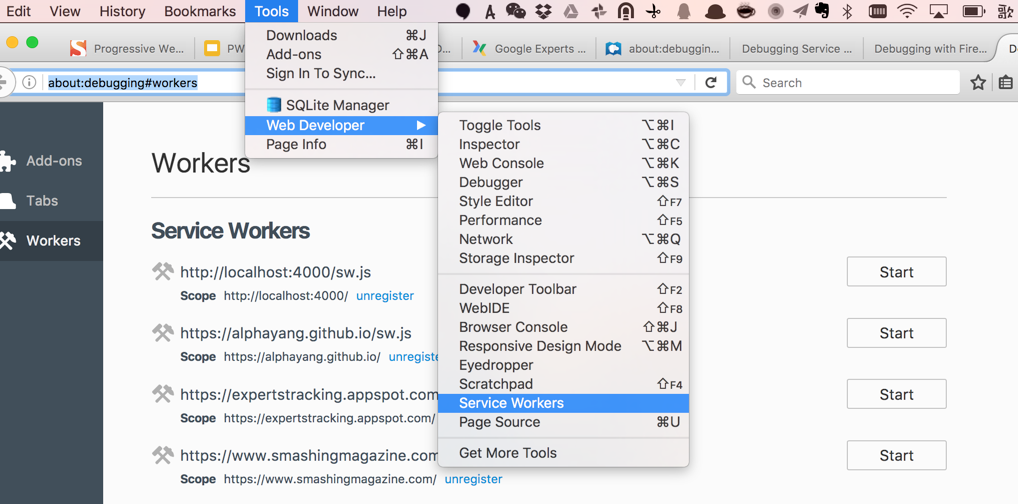 Edit View History Bookmarks Tools Window Help
Progressive We... PW D... Google Experts ... about:debuggin... Debugging Service ... Debugging with Fire... D
about:debugging#workers Search
Downloads ⌘J
Add-ons ⇧⌘A
Sign In To Sync...
SQLite Manager
Web Developer ▶
Page Info ⌘I
Toggle Tools ⌥⌘I
Inspector ⌥⌘C
Web Console ⌥⌘K
Debugger ⌥⌘S
Style Editor ⇧F7
Performance ⇧F5
Network ⌥⌘Q
Storage Inspector ⇧F9
Developer Toolbar ⇧F2
WebIDE ⇧F8
Browser Console ⇧⌘J
Responsive Design Mode ⌥⌘M
Eyedropper
Scratchpad ⇧F4
Service Workers
Page Source ⌘U
Get More Tools
Add-ons
Tabs
Workers
Workers
Service Workers
http://localhost:4000/sw.js Start
Scope http://localhost:4000/ unregister
https://alphayang.github.io/sw.js Start
Scope https://alphayang.github.io/ registe
https://expertstracking.appspot.com Start
Scope https://expertstracking.appspot.com/
https://www.smashingmagazine.com Start
Scope https://www.smashingmagazine.com/ unregister